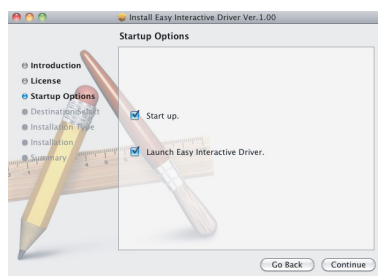 Install Easy Interactive Driver Ver.1.00
Startup Options
Introduction
License
Startup Options
Destination Select
Installation Type
Installation
Summary
Start up.
Launch Easy Interactive Driver.
Go Back
Continue